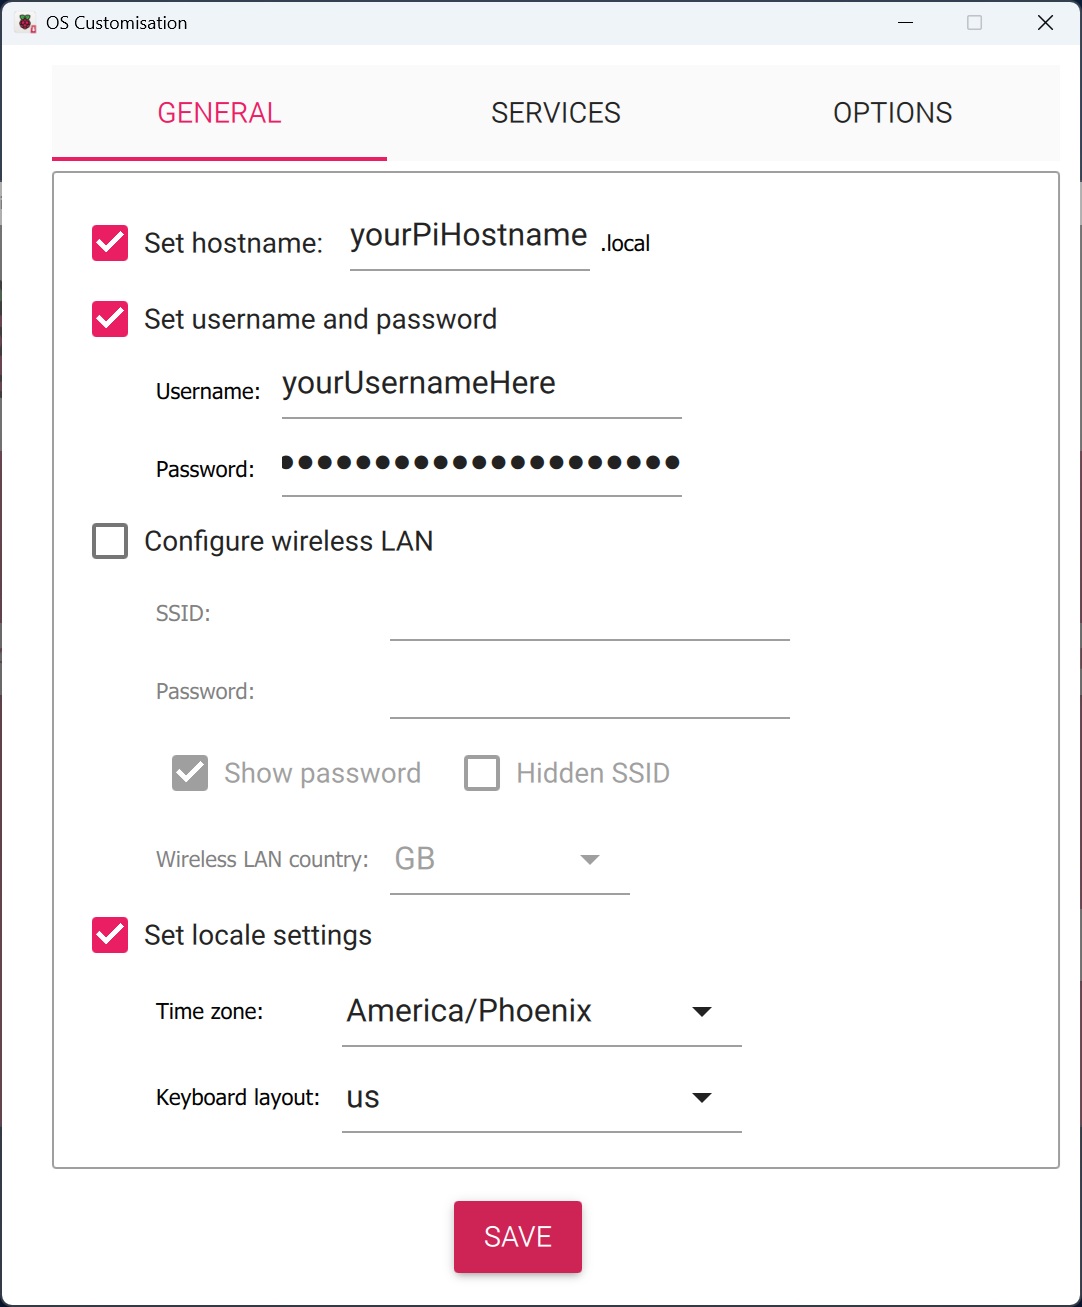 OS Customisation
GENERAL SERVICES OPTIONS
Set hostname: yourPiHostname .local
Set username and password
Username: yourUsernameHere
Password: ●●●●●●●●●●●●●●●●●●●●●
Configure wireless LAN
SSID:
Password:
Show password Hidden SSID
Wireless LAN country: GB
Set locale settings
Time zone: America/Phoenix
Keyboard layout: us
SAVE